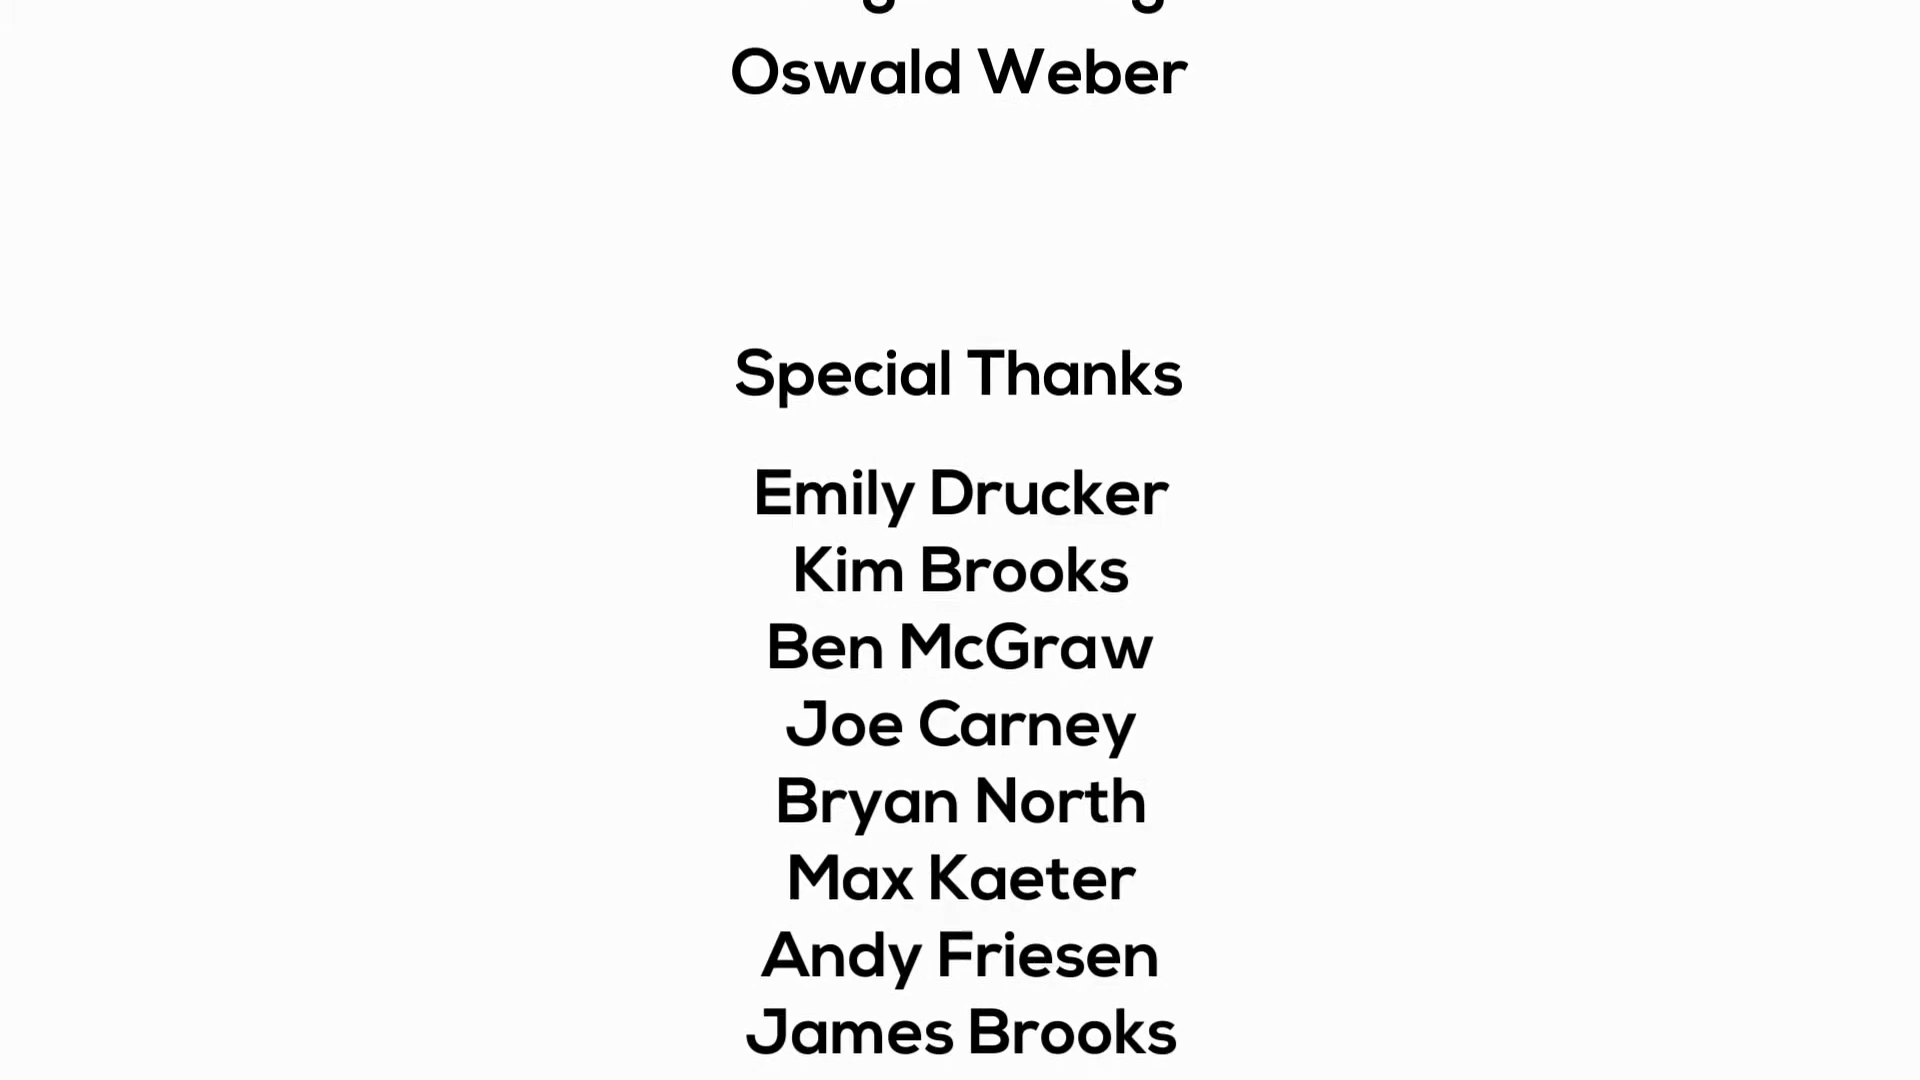 Oswald Weber
Special Thanks
Emily Drucker
Kim Brooks
Ben McGraw
Joe Carney
Bryan North
Max Kaeter
Andy Friesen
James Brooks